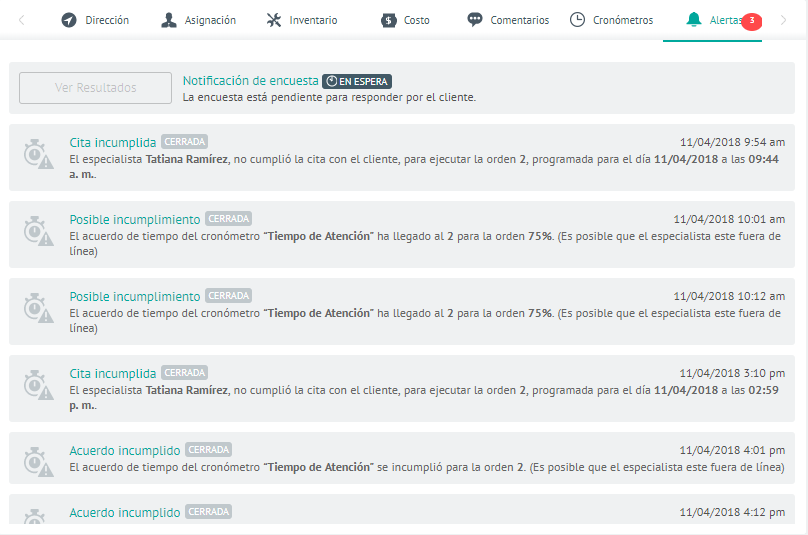 Dirección Asignación Inventario Costo Comentarios Cronómetros Alertas 3
Ver Resultados
Notificación de encuesta EN ESPERA
La encuesta está pendiente para responder por el cliente.
Cita incumplida CERRADA 11/04/2018 9:54 am
El especialista Tatiana Ramírez, no cumplió la cita con el cliente, para ejecutar la orden 2, programada para el día 11/04/2018 a las 09:44
a. m..
Posible incumplimiento CERRADA 11/04/2018 10:01 am
El acuerdo de tiempo del cronómetro "Tiempo de Atención" ha llegado al 2 para la orden 75%. (Es posible que el especialista este fuera de
línea)
Posible incumplimiento CERRADA 11/04/2018 10:12 am
El acuerdo de tiempo del cronómetro "Tiempo de Atención" ha llegado al 2 para la orden 75%. (Es posible que el especialista este fuera de
línea)
Cita incumplida CERRADA 11/04/2018 3:10 pm
El especialista Tatiana Ramírez, no cumplió la cita con el cliente, para ejecutar la orden 2, programada para el día 11/04/2018 a las 02:59
p. m..
Acuerdo incumplido CERRADA 11/04/2018 4:01 pm
El acuerdo de tiempo del cronómetro "Tiempo de Atención" se incumplió para la orden 2. (Es posible que el especialista este fuera de línea)
Acuerdo incumplido CERRADA 11/04/2018 4:12 pm